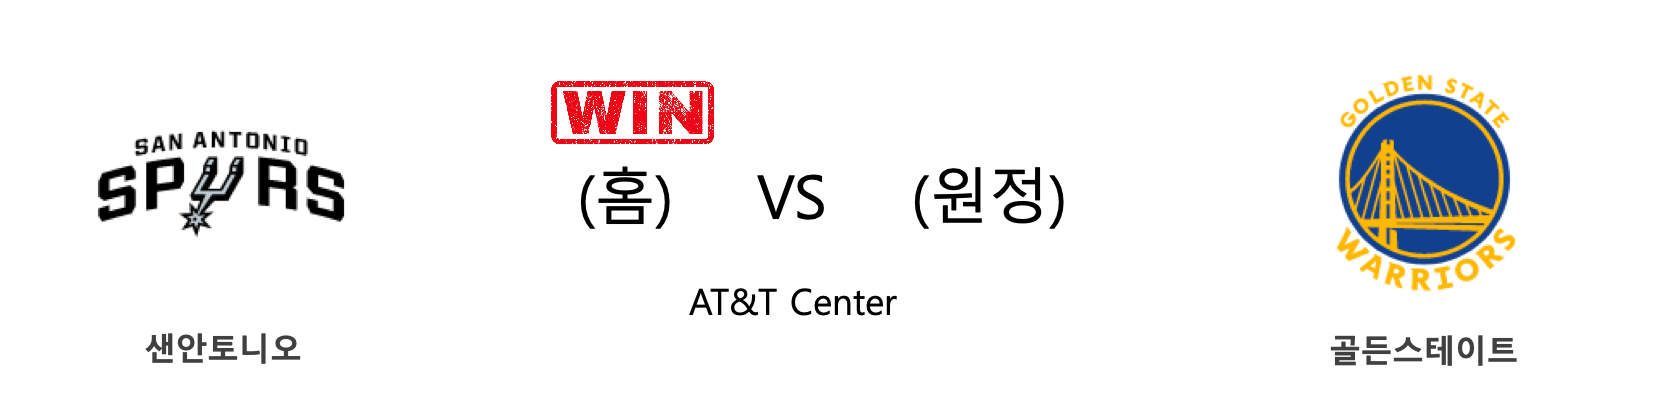 SAN ANTONIO
SPURS
샌안토니오
WIN
(홈) VS (원정)
AT&T Center
GOLDEN STATE
WARRIORS
골든스테이트